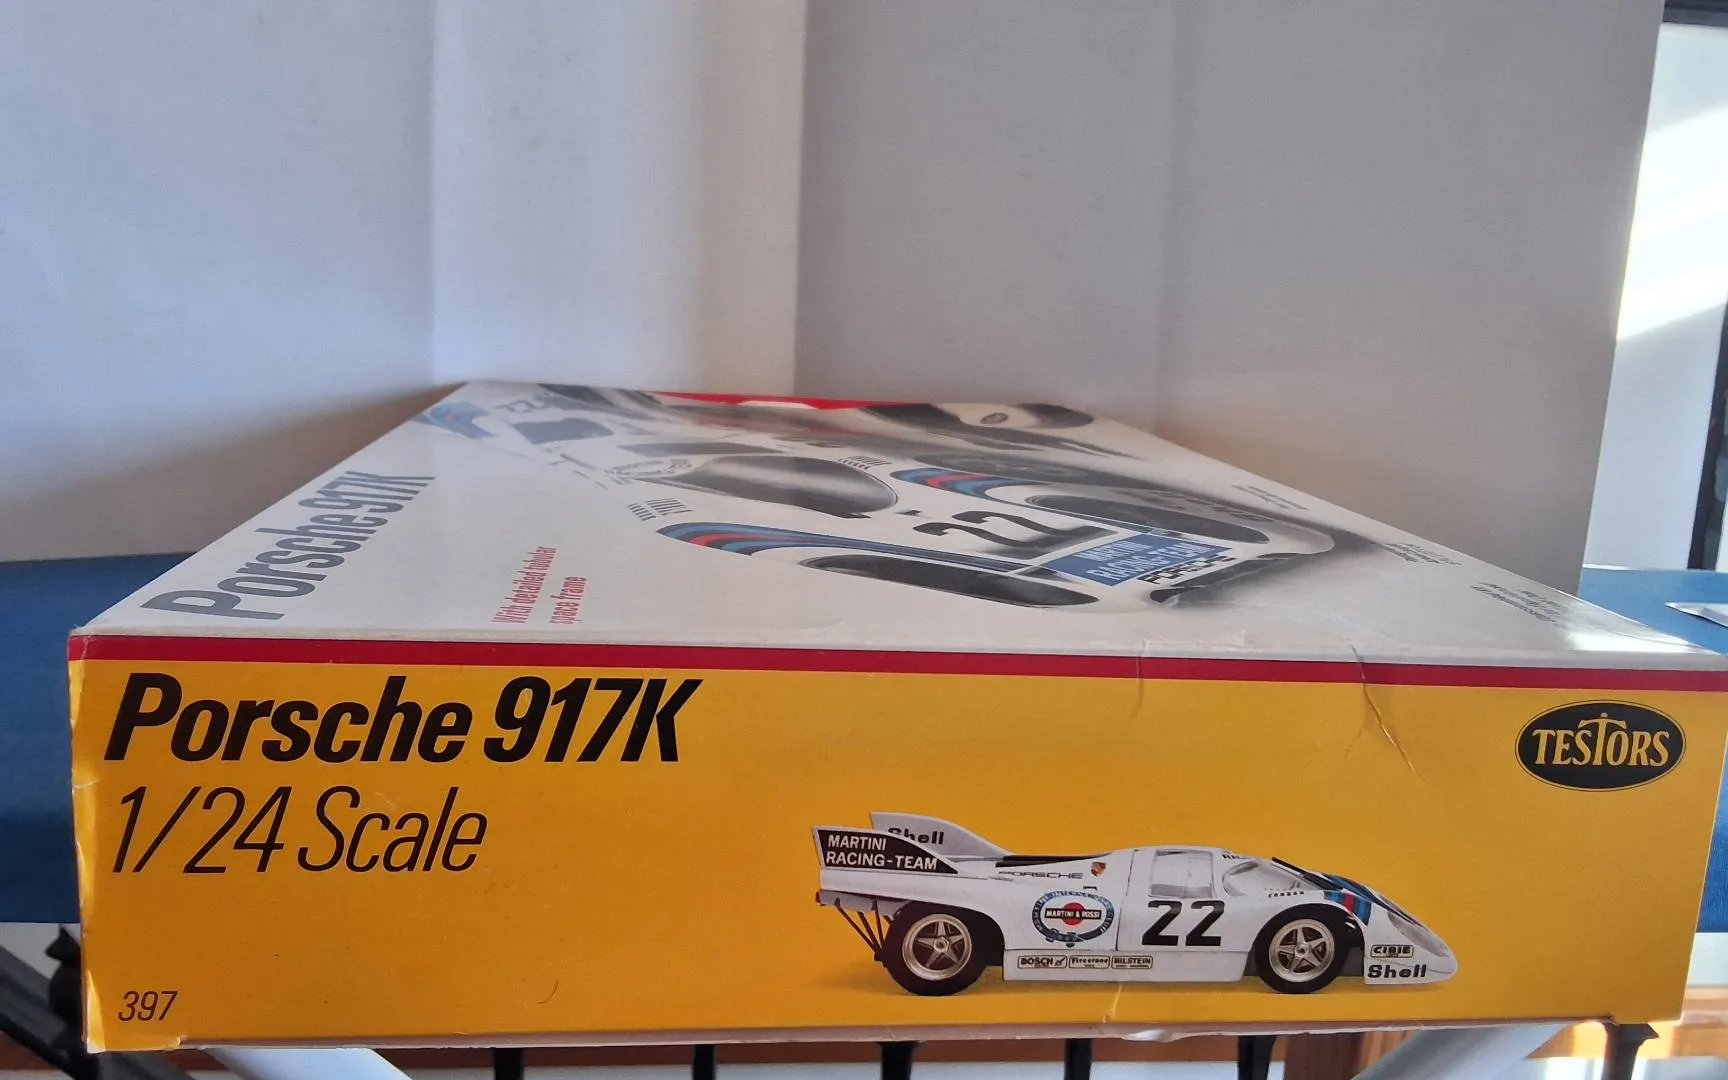 Porsche 917K
With detailed tubular
space frame
22
MARTINI
RACING-TEAM
PORSCHE
Porsche 917K
1/24 Scale
TESTORS
Shell
MARTINI
RACING-TEAM
PORSCHE
MARTINI & ROSSI
22
BOSCH
Firestone
BILSTEIN
CIBIE
Shell
397